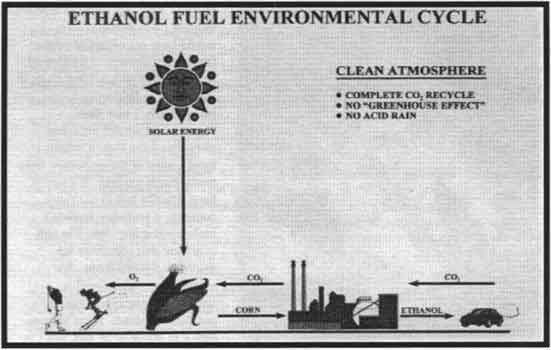 ETHANOL FUEL ENVIRONMENTAL CYCLE
CLEAN ATMOSPHERE
● COMPLETE CO₂ RECYCLE
● NO "GREENHOUSE EFFECT"
● NO ACID RAIN
SOLAR ENERGY
O₂
CO₂
CO₂
CORN
ETHANOL